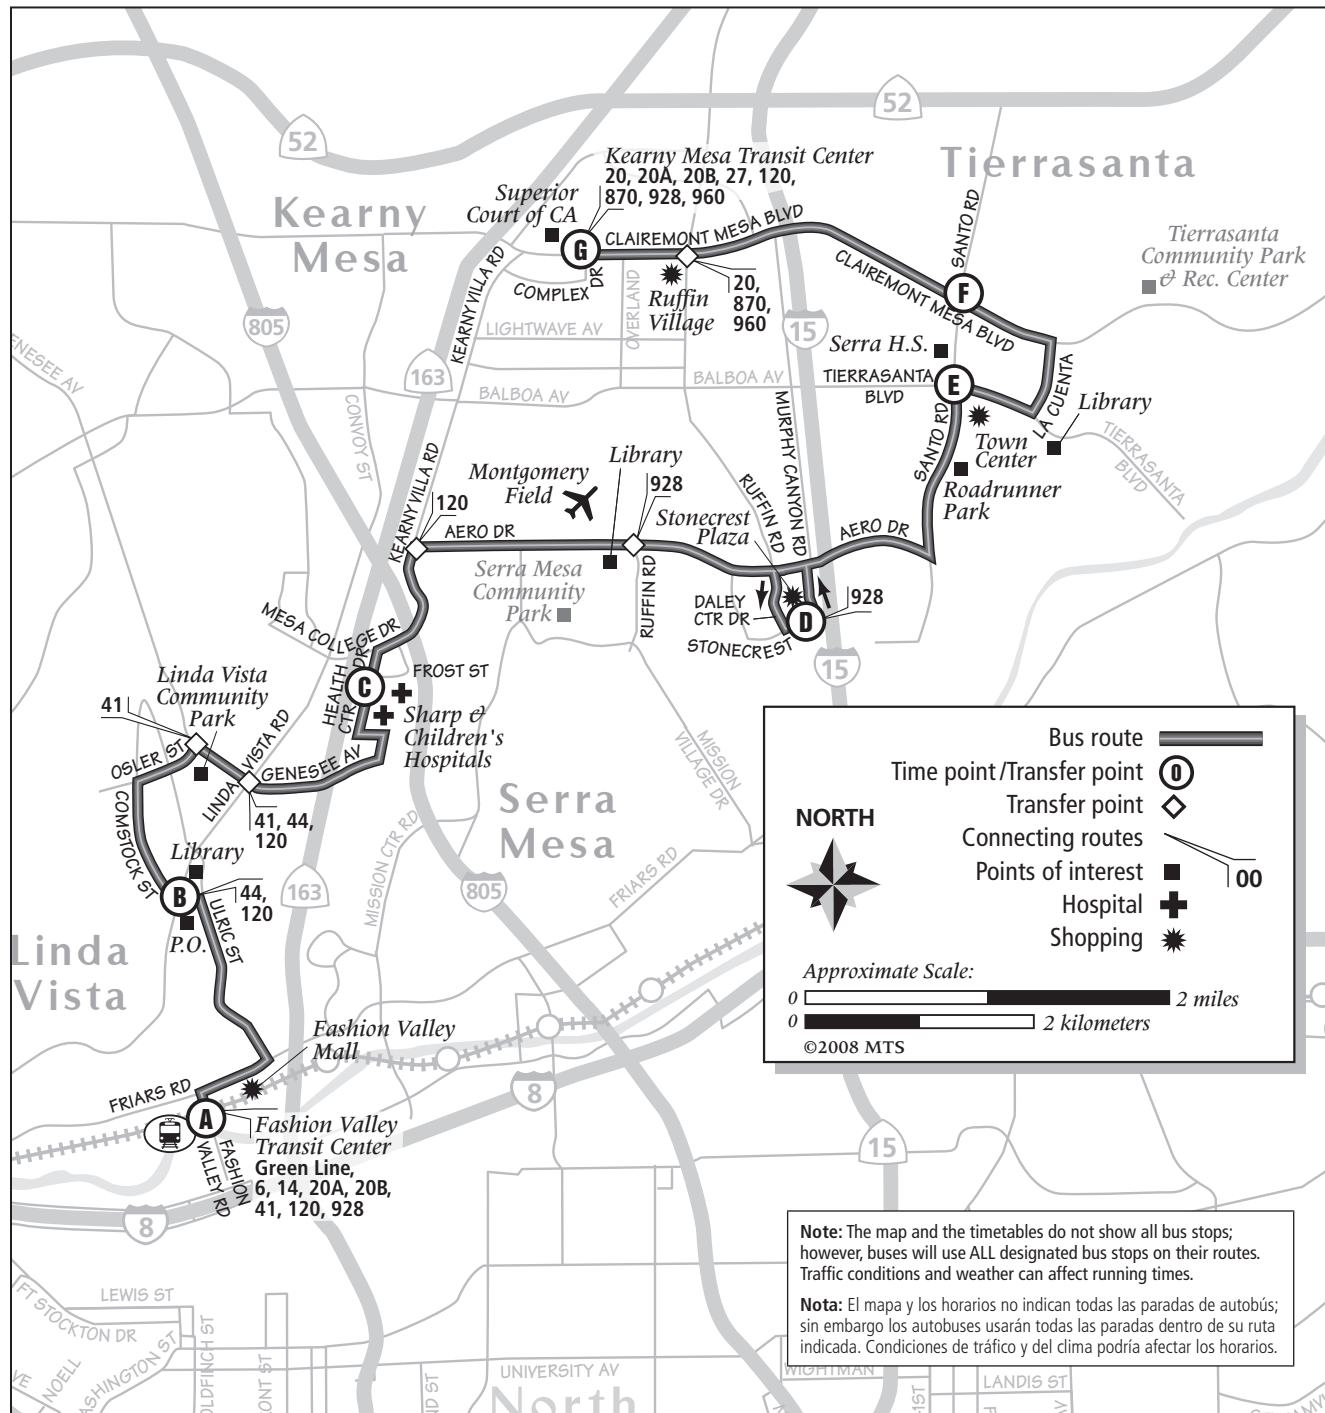 52
52
Kearny Mesa Transit Center
20, 20A, 20B, 27, 120,
870, 928, 960
Tierrasanta
Superior
Court of CA
Kearny
Mesa
G
CLAIREMONT MESA BLVD
SANTO RD
Tierrasanta
Community Park
& Rec. Center
KEARNY VILLA RD
COMPLEX
DR
OVERLAND
Ruffin
Village
20,
870,
960
CLAIREMONT MESA BLVD
F
805
15
LIGHTWAVE AV
Serra H.S.
GENESEE AV
163
BALBOA AV
BALBOA AV
TIERRASANTA
BLVD
E
LA CUENTA
Library
CONVOY ST
MURPHY CANYON RD
SANTO RD
Town
Center
TIERRASANTA
BLVD
KEARNY VILLA RD
120
Montgomery
Field
Library
928
RUFFIN RD
Roadrunner
Park
AERO DR
Stonecrest
Plaza
AERO DR
Serra Mesa
Community
Park
RUFFIN RD
DALEY
CTR DR
D
928
STONECREST
MESA COLLEGE DR
15
Linda Vista
Community
Park
HEALTH
CTR
DR
C
FROST ST
41
Sharp &
Children's
Hospitals
MISSION
VILLAGE DR
OSLER ST
LINDA VISTA RD
GENESEE AV
COMSTOCK ST
41, 44,
120
Serra
Mesa
Library
MISSION CTR RD
FRIARS RD
B
44,
120
163
805
P.O.
ULRIC ST
Linda
Vista
Fashion Valley
Mall
FRIARS RD
8
A
Fashion Valley
Transit Center
Green Line,
6, 14, 20A, 20B,
41, 120, 928
FASHION
VALLEY RD
8
15
Bus route
Time point/Transfer point
0
Transfer point
Connecting routes
00
Points of interest
Hospital
Shopping
NORTH
Approximate Scale:
0
2 miles
0
2 kilometers
©2008 MTS
Note: The map and the timetables do not show all bus stops;
however, buses will use ALL designated bus stops on their routes.
Traffic conditions and weather can affect running times.
Nota: El mapa y los horarios no indican todas las paradas de autobús;
sin embargo los autobuses usarán todas las paradas dentro de su ruta
indicada. Condiciones de tráfico y del clima podría afectar los horarios.
LEWIS ST
FT STOCKTON DR
NOELL
UNIVERSITY AV
WIGHTMAN
LANDIS ST
North